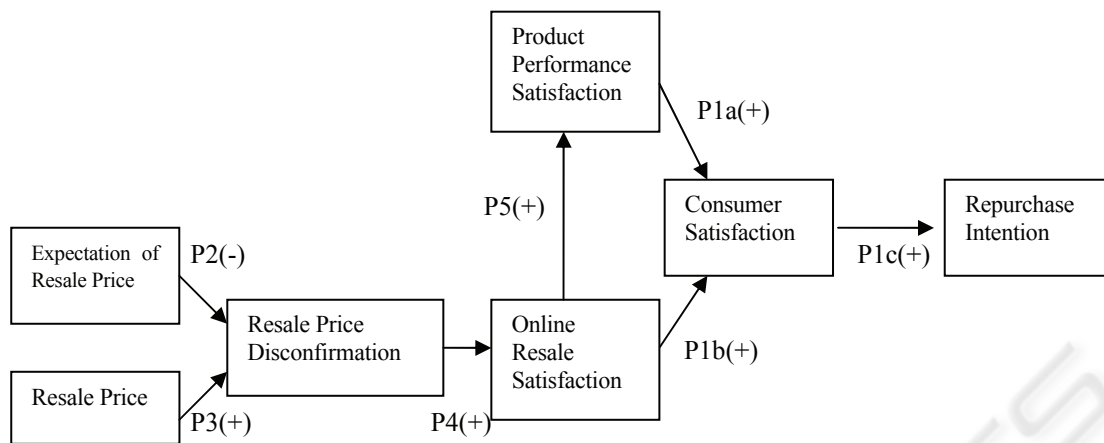 Product
Performance
Satisfaction
P1a(+)
P5(+)
Consumer
Satisfaction
Repurchase
Intention
P1c(+)
Expectation of
Resale Price
P2(-)
Resale Price
Disconfirmation
Online
Resale
Satisfaction
P1b(+)
Resale Price
P3(+)
P4(+)